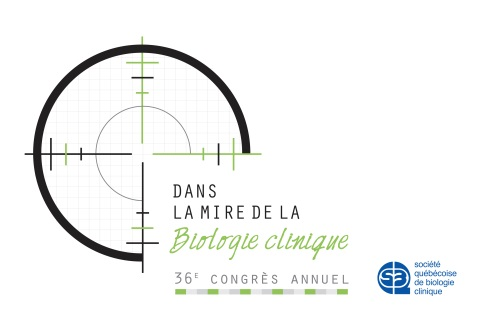 DANS
LA MIRE DE LA
Biologie clinique
36E CONGRÈS ANNUEL
société
québécoise
de biologie
clinique